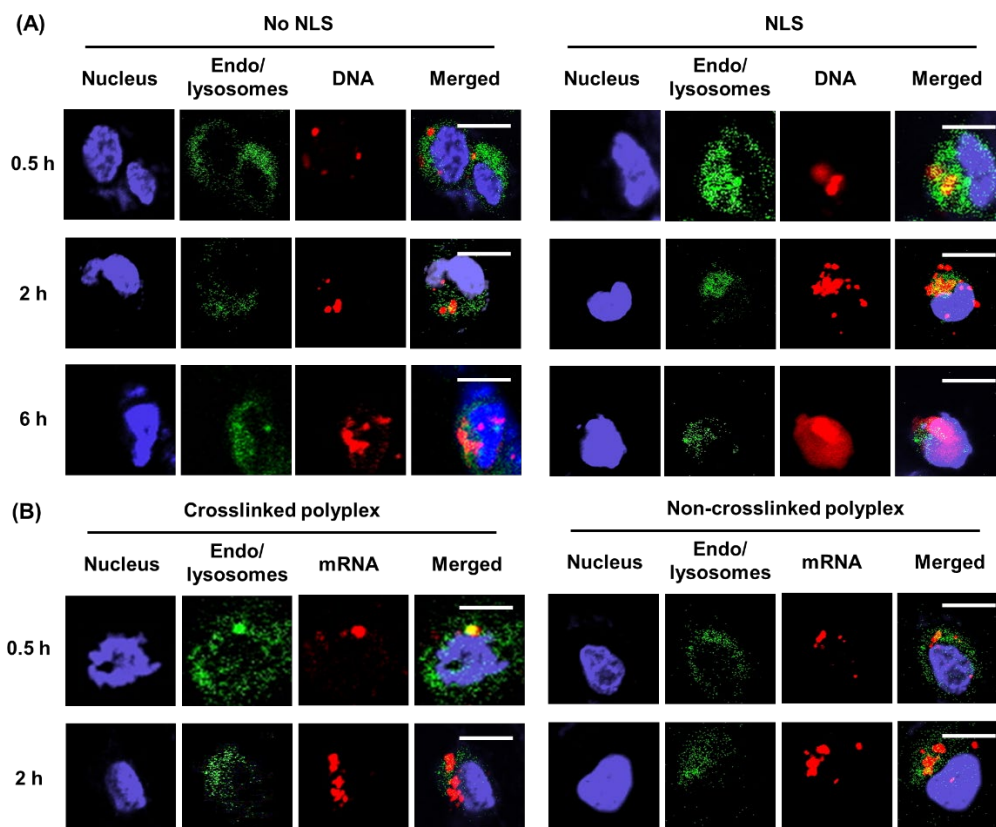 (A)
No NLS
NLS
Nucleus
Endo/
lysosomes
DNA
Merged
Nucleus
Endo/
lysosomes
DNA
Merged
0.5 h
2 h
6 h
(B)
Crosslinked polyplex
Non-crosslinked polyplex
Nucleus
Endo/
lysosomes
mRNA
Merged
Nucleus
Endo/
lysosomes
mRNA
Merged
0.5 h
2 h